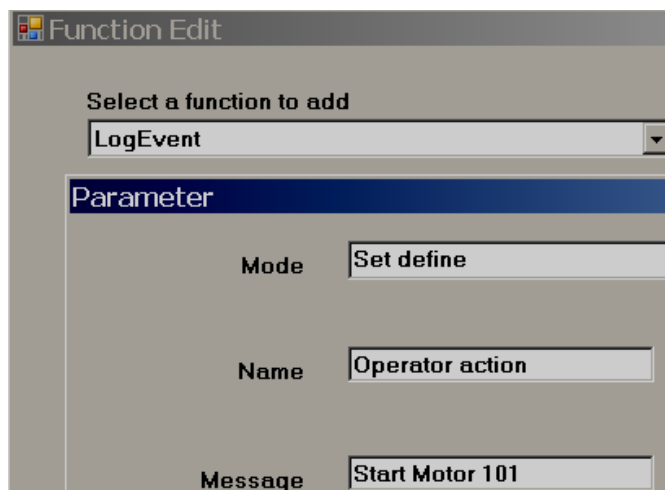 Function Edit
Select a function to add
LogEvent
Parameter
Mode Set define
Name Operator action
Message Start Motor 101